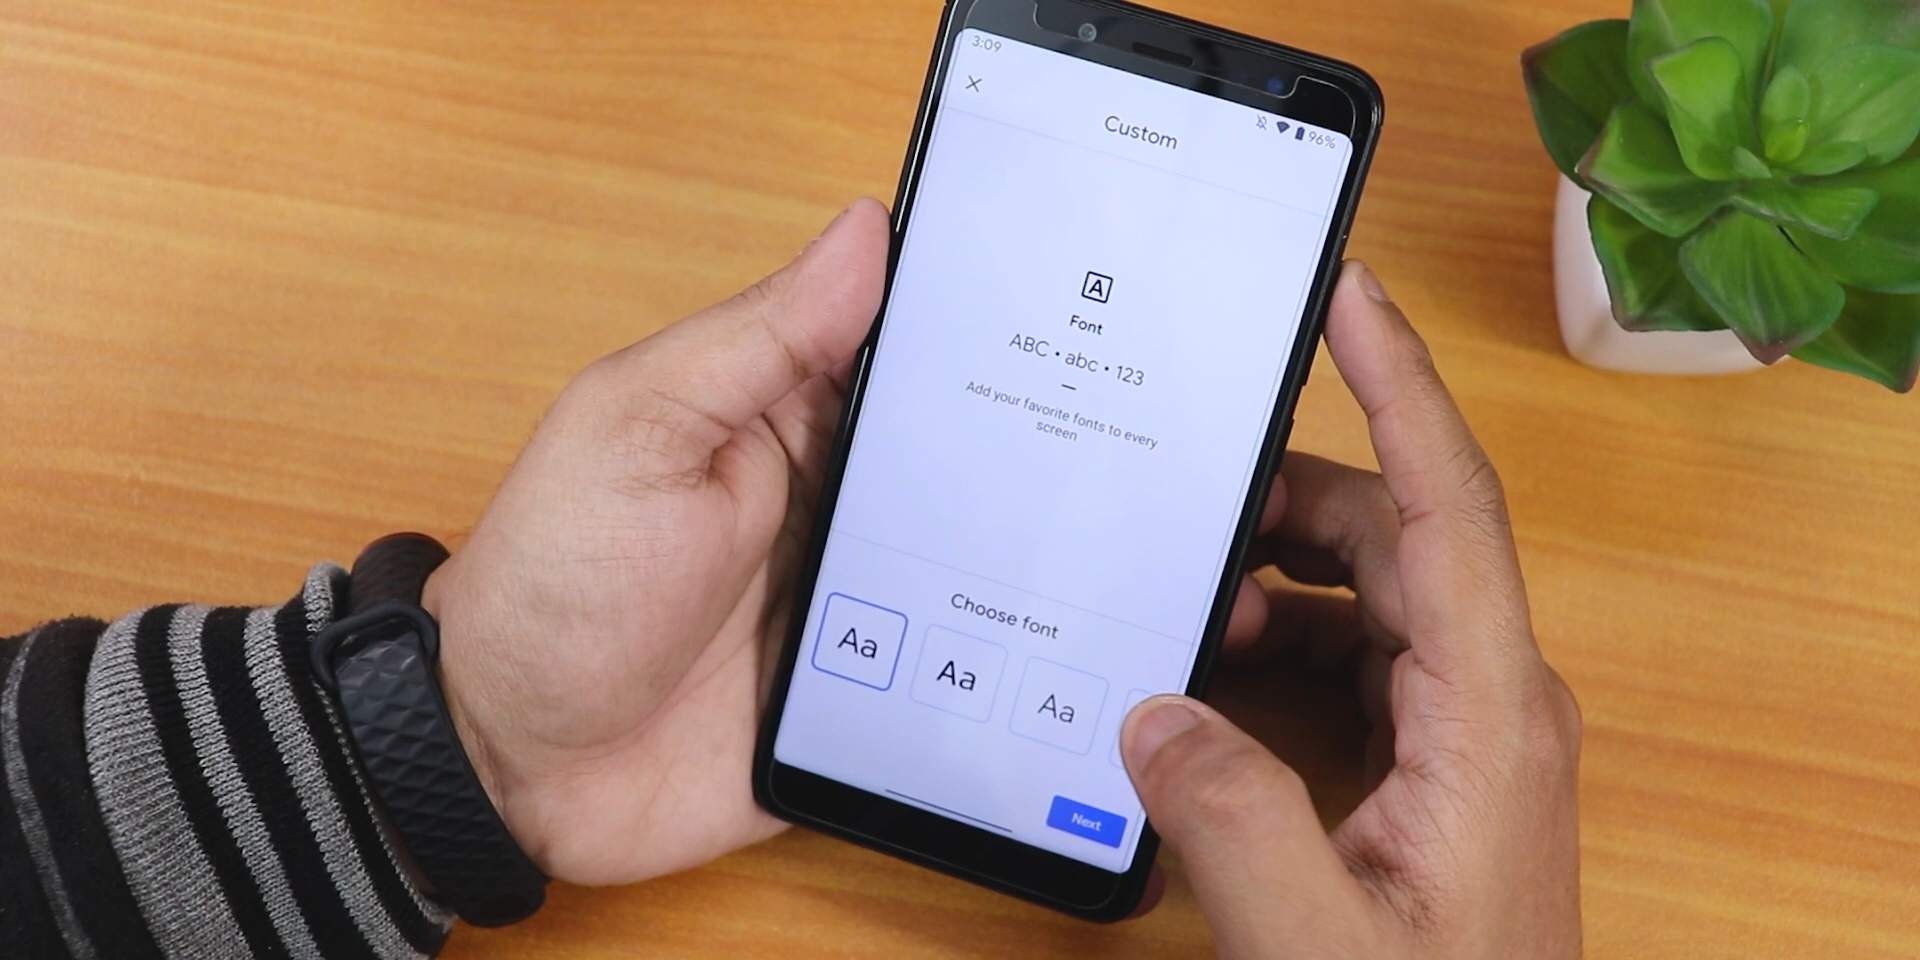 3:09
96%
Custom
A
Font
ABC • abc • 123
Add your favorite fonts to every
screen
Choose font
Aa
Aa
Aa
Next